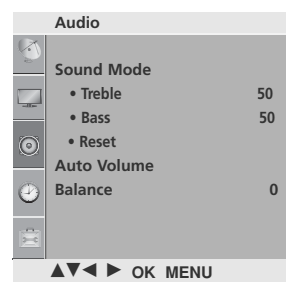 Audio
Sound Mode
• Treble 50
• Bass 50
• Reset
Auto Volume
Balance 0
▲▼◄ ► OK MENU